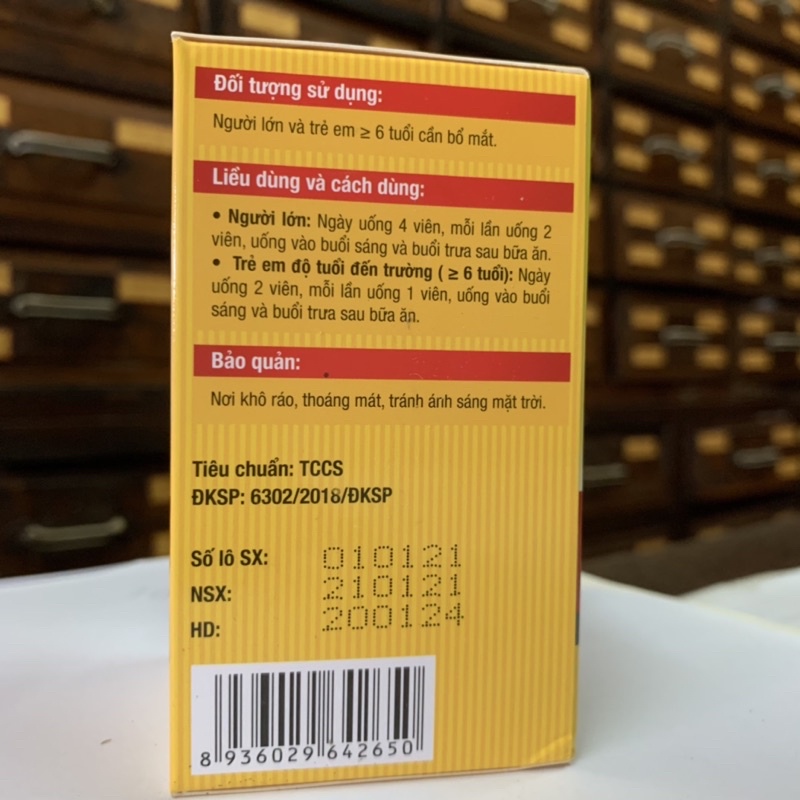 Đối tượng sử dụng:
Người lớn và trẻ em ≥ 6 tuổi cần bổ mắt.
Liều dùng và cách dùng:
• Người lớn: Ngày uống 4 viên, mỗi lần uống 2
viên, uống vào buổi sáng và buổi trưa sau bữa ăn.
• Trẻ em độ tuổi đến trường ( ≥ 6 tuổi): Ngày
uống 2 viên, mỗi lần uống 1 viên, uống vào buổi
sáng và buổi trưa sau bữa ăn.
Bảo quản:
Nơi khô ráo, thoáng mát, tránh ánh sáng mặt trời.
Tiêu chuẩn: TCCS
ĐKSP: 6302/2018/ĐKSP
Số lô SX: 010121
NSX: 210121
HD: 200124
8 936029 642650